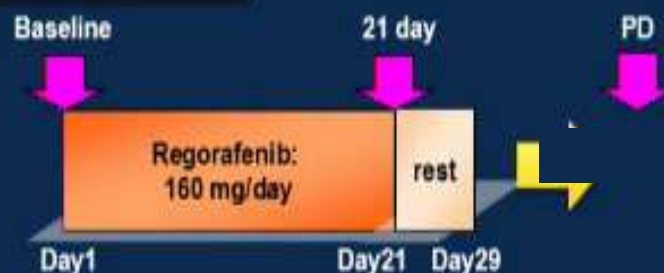 Baseline 21 day PD
Regorafenib:
160 mg/day
rest
Day1 Day21 Day29